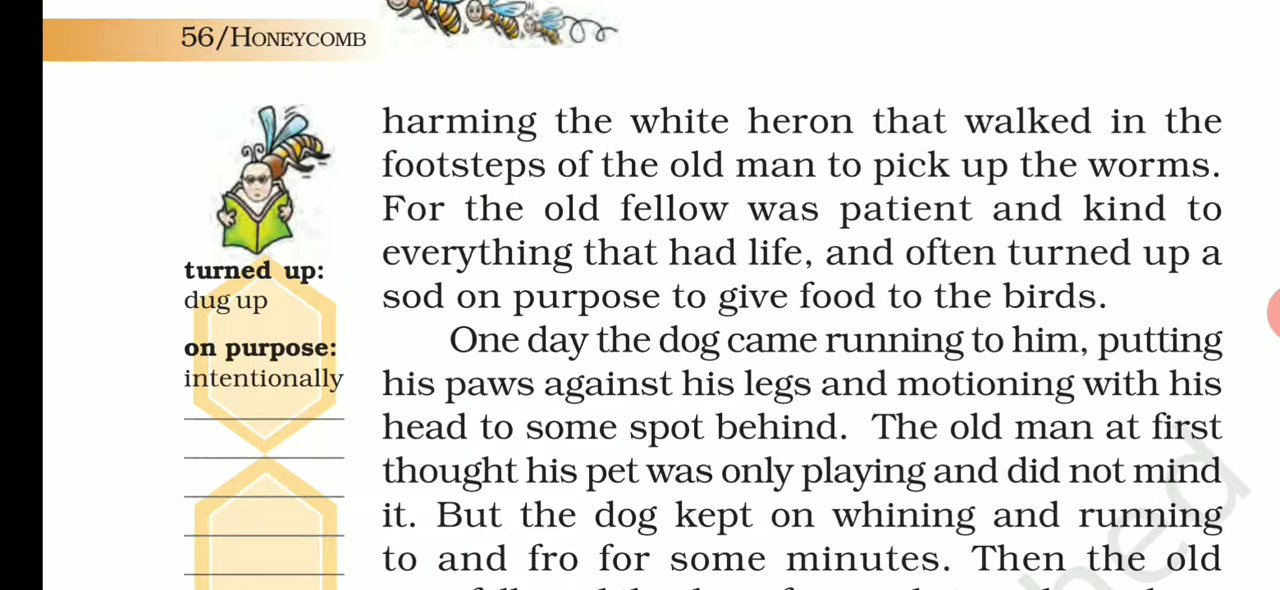 56/HONEYCOMB
harming the white heron that walked in the
footsteps of the old man to pick up the worms.
For the old fellow was patient and kind to
everything that had life, and often turned up a
sod on purpose to give food to the birds.
turned up:
dug up
on purpose:
intentionally
One day the dog came running to him, putting
his paws against his legs and motioning with his
head to some spot behind. The old man at first
thought his pet was only playing and did not mind
it. But the dog kept on whining and running
to and fro for some minutes. Then the old